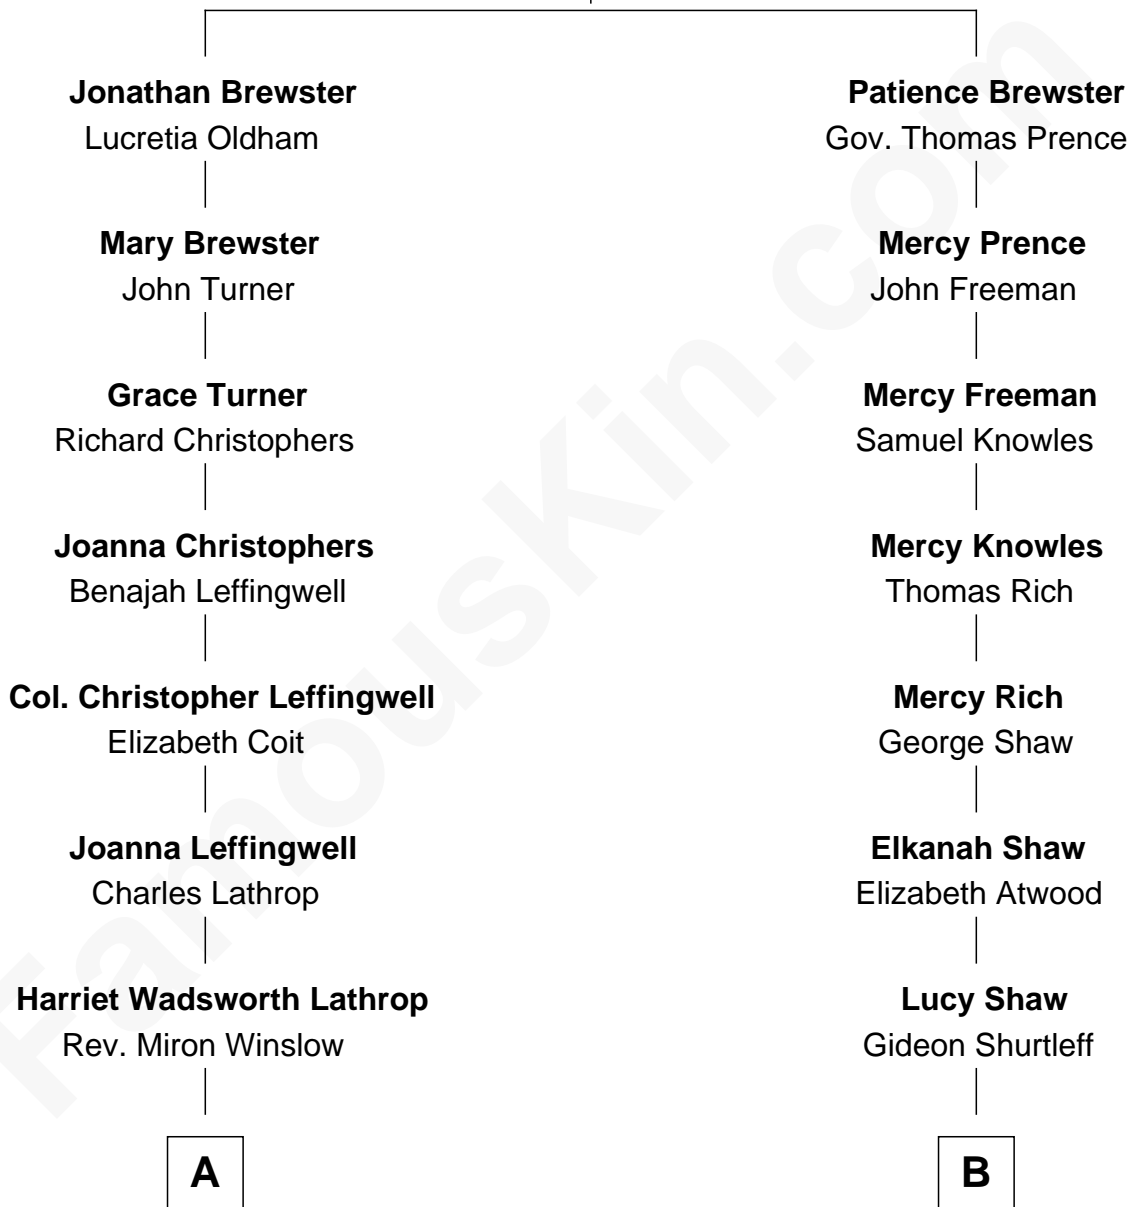 Jonathan Brewster
Lucretia Oldham
Patience Brewster
Gov. Thomas Prence
Mary Brewster
John Turner
Mercy Prence
John Freeman
Grace Turner
Richard Christophers
Mercy Freeman
Samuel Knowles
Joanna Christophers
Benajah Leffingwell
Mercy Knowles
Thomas Rich
Col. Christopher Leffingwell
Elizabeth Coit
Mercy Rich
George Shaw
Joanna Leffingwell
Charles Lathrop
Elkanah Shaw
Elizabeth Atwood
Harriet Wadsworth Lathrop
Rev. Miron Winslow
Lucy Shaw
Gideon Shurtleff
A
B
FamousKin.com